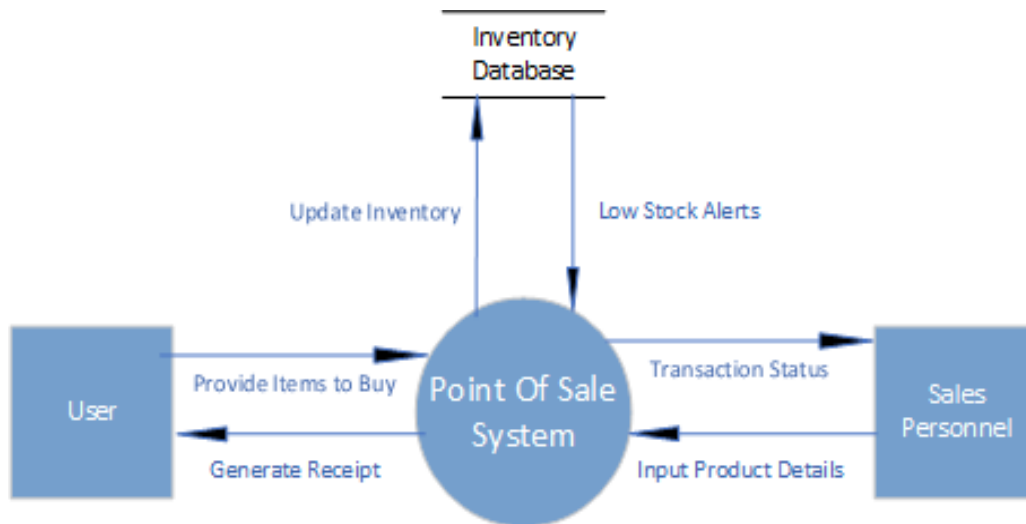 Inventory
Database
Update Inventory
Low Stock Alerts
Provide Items to Buy
Transaction Status
User
Point Of Sale
System
Sales
Personnel
Generate Receipt
Input Product Details